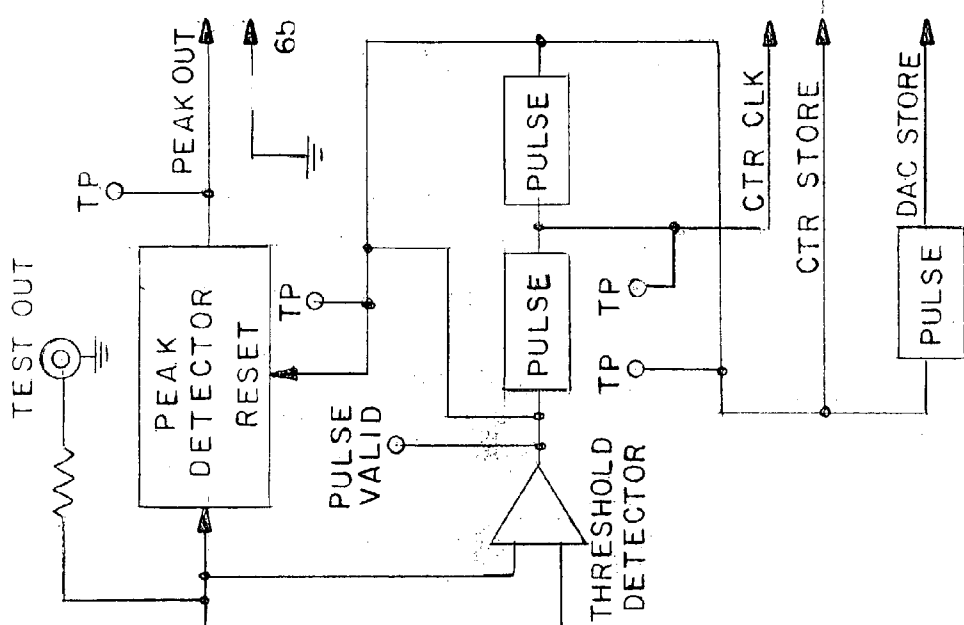 TEST OUT
TP
PEAK OUT
6b
PEAK
DETECTOR
RESET
TP
PULSE
VALID
PULSE
PULSE
TP
TP
THRESHOLD
DETECTOR
CTR CLK
CTR STORE
DAC STORE
PULSE